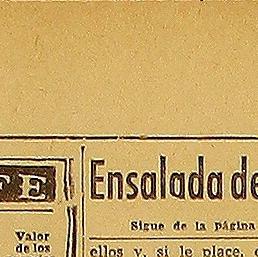 FE
Valor
de los
Ensalada de
Sigue de la página
ellos y, si le place,